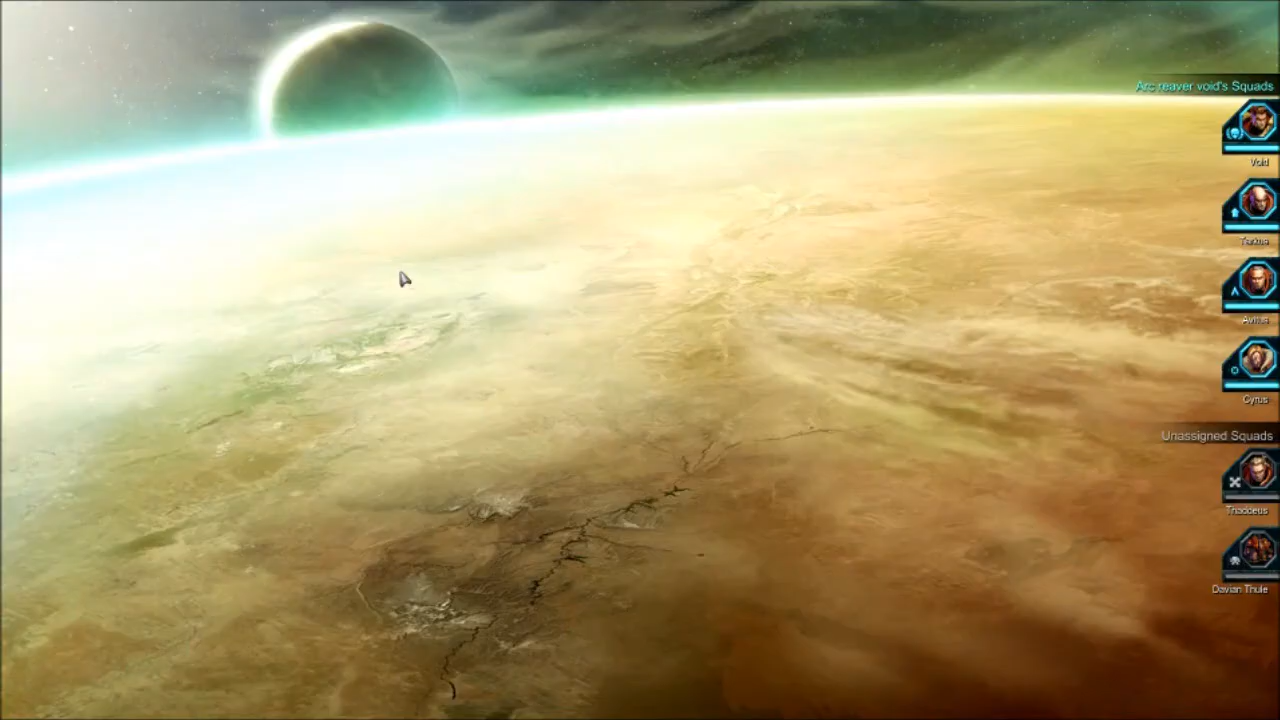 Arc reaver void's Squads
Void
Tarkus
Avitus
Cyrus
Unassigned Squads
Thaddeus
Davian Thule